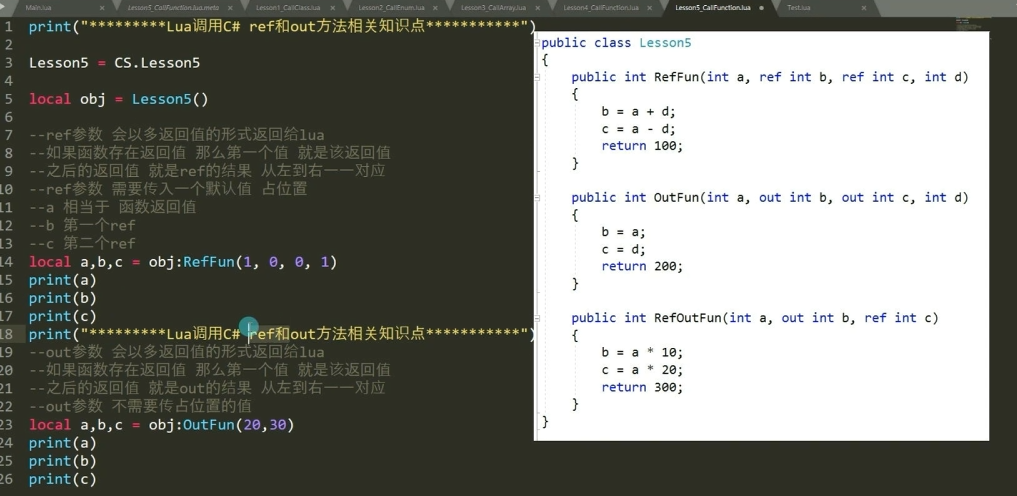 Main.lua Lesson5_CallFunction.lua.meta Lesson1_CallClass.lua Lesson2_CallEnum.lua Lesson3_CallArray.lua Lesson4_CallFunction.lua Lesson5_CallFunction.lua Test.lua
1 print("*********Lua调用C# ref和out方法相关知识点***********")
2
3 Lesson5 = CS.Lesson5
4
5 local obj = Lesson5()
6
7 --ref参数 会以多返回值的形式返回给lua
8 --如果函数存在返回值 那么第一个值 就是该返回值
9 --之后的返回值 就是ref的结果 从左到右一一对应
10 --ref参数 需要传入一个默认值 占位置
11 --a 相当于 函数返回值
12 --b 第一个ref
13 --c 第二个ref
14 local a,b,c = obj:RefFun(1, 0, 0, 1)
15 print(a)
16 print(b)
17 print(c)
18 print("*********Lua调用C# ref和out方法相关知识点***********")
19 --out参数 会以多返回值的形式返回给lua
20 --如果函数存在返回值 那么第一个值 就是该返回值
21 --之后的返回值 就是out的结果 从左到右一一对应
22 --out参数 不需要传占位置的值
23 local a,b,c = obj:OutFun(20,30)
24 print(a)
25 print(b)
26 print(c)
public class Lesson5
{
public int RefFun(int a, ref int b, ref int c, int d)
{
b = a + d;
c = a - d;
return 100;
}
public int OutFun(int a, out int b, out int c, int d)
{
b = a;
c = d;
return 200;
}
public int RefOutFun(int a, out int b, ref int c)
{
b = a * 10;
c = a * 20;
return 300;
}
}